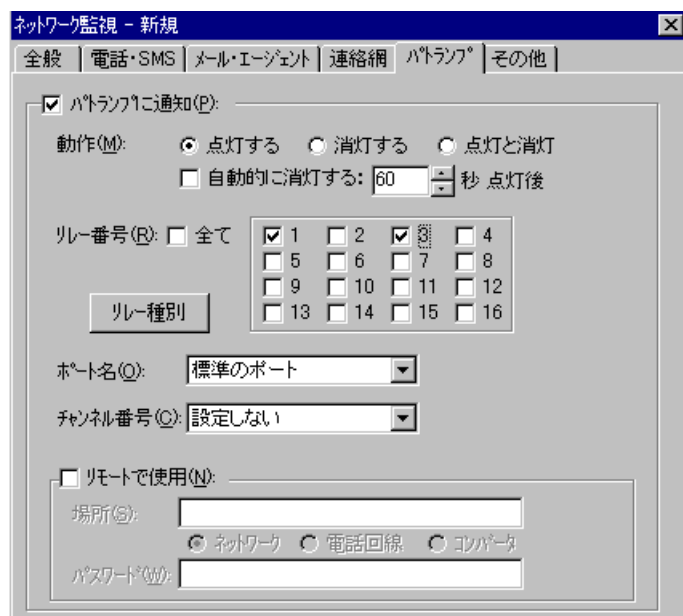 ネットワーク監視 - 新規
全般 電話・SMS メール・エージェント 連絡網 パトランプ その他
パトランプに通知(P):
動作(M): 点灯する 消灯する 点灯と消灯
自動的に消灯する: 60 秒 点灯後
リレー番号(R): 全て 1 2 3 4
5 6 7 8
9 10 11 12
リレー種別 13 14 15 16
ポート名(O): 標準のポート
チャンネル番号(C): 設定しない
リモートで使用(N):
場所(S):
ネットワーク 電話回線 コンバータ
パスワード(W):